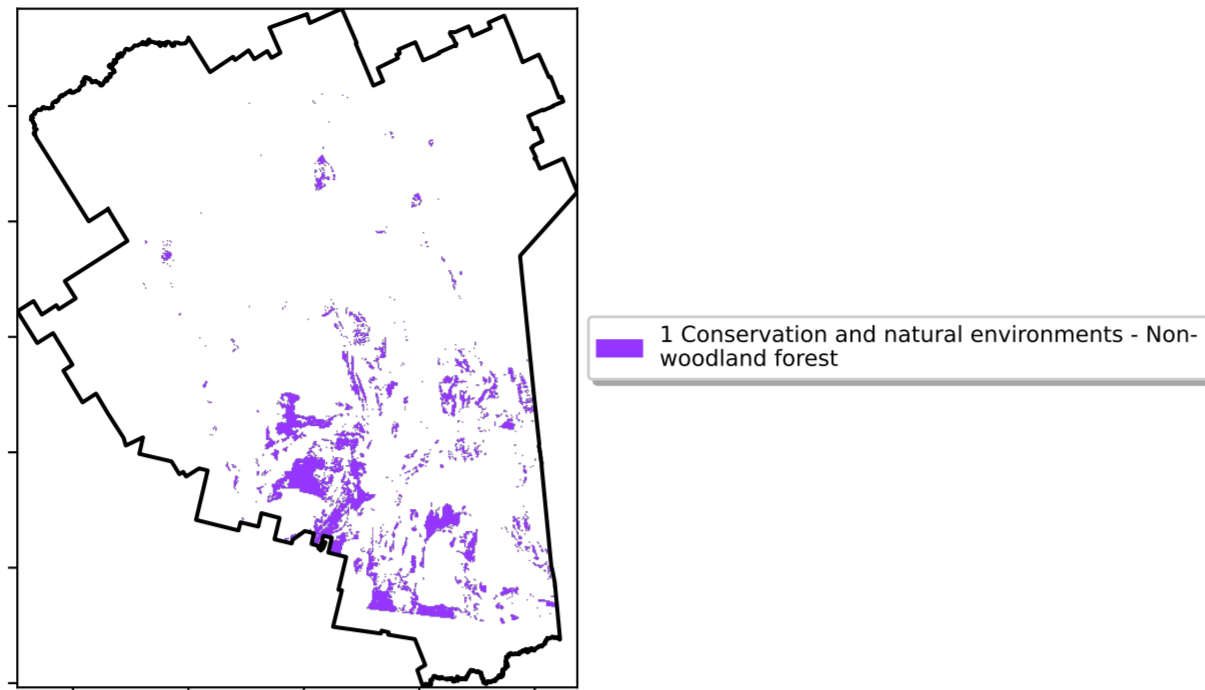 1 Conservation and natural environments - Non-
woodland forest